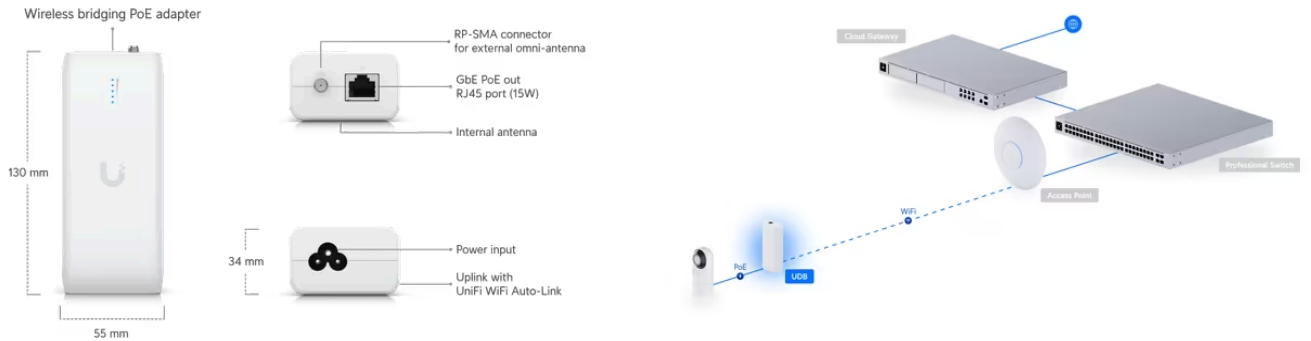 Wireless bridging PoE adapter
130 mm
55 mm
RP-SMA connector
for external omni-antenna
GbE PoE out
RJ45 port (15W)
Internal antenna
34 mm
Power input
Uplink with
UniFi WiFi Auto-Link
Cloud Gateway
Professional Switch
Access Point
WiFi
PoE
UDB